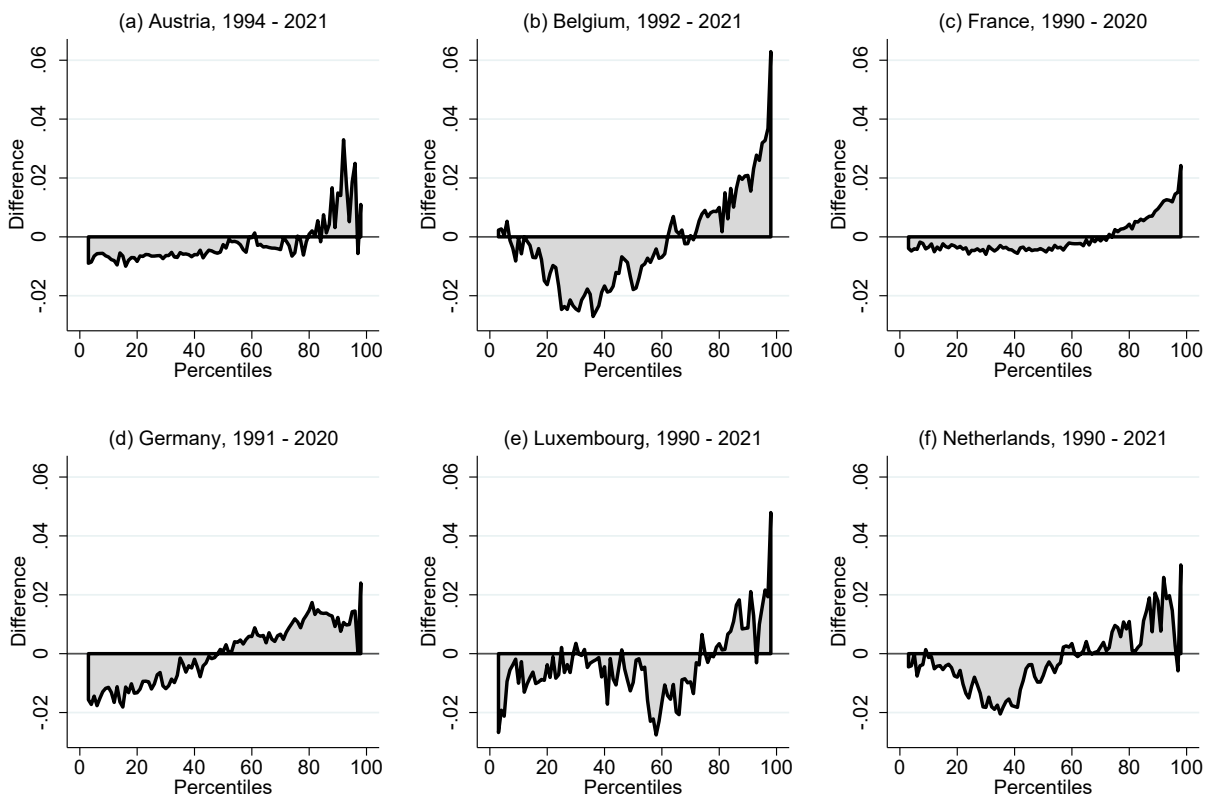 (a) Austria, 1994 - 2021
(b) Belgium, 1992 - 2021
(c) France, 1990 - 2020
Difference
.06
.04
.02
0
-.02
0 20 40 60 80 100
Percentiles
Difference
.06
.04
.02
0
-.02
0 20 40 60 80 100
Percentiles
Difference
.06
.04
.02
0
-.02
0 20 40 60 80 100
Percentiles
(d) Germany, 1991 - 2020
(e) Luxembourg, 1990 - 2021
(f) Netherlands, 1990 - 2021
Difference
.06
.04
.02
0
-.02
0 20 40 60 80 100
Percentiles
Difference
.06
.04
.02
0
-.02
0 20 40 60 80 100
Percentiles
Difference
.06
.04
.02
0
-.02
0 20 40 60 80 100
Percentiles